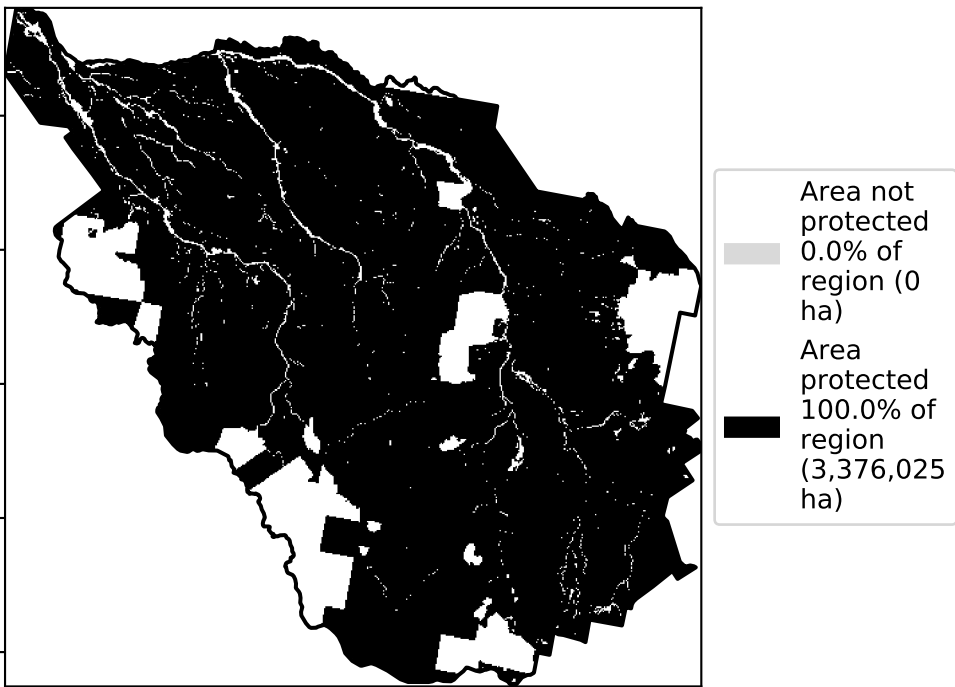 Area not
protected
0.0% of
region (0
ha)
Area
protected
100.0% of
region
(3,376,025
ha)